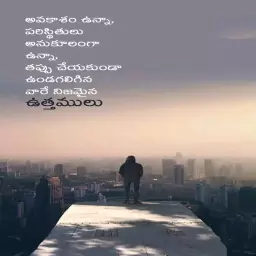 అవకాశం ఉన్నా,
పరిస్థితులు
అనుకూలంగా
ఉన్నా,
తప్పు చేయకుండా
ఉండగలిగిన
వారే నిజమైన
ఉత్తములు